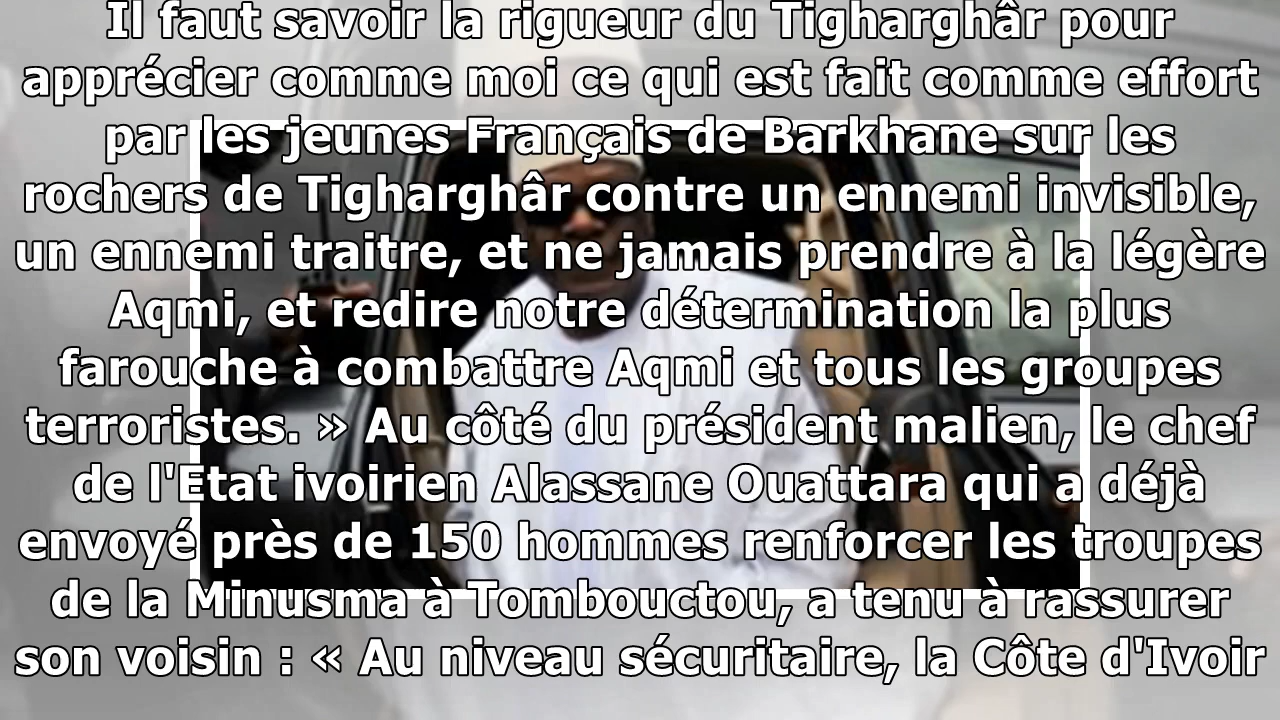 Il faut savoir la rigueur du Tigharghâr pour
apprécier comme moi ce qui est fait comme effort
par les jeunes Français de Barkhane sur les
rochers de Tigharghâr contre un ennemi invisible,
un ennemi traitre, et ne jamais prendre à la légère
Aqmi, et redire notre détermination la plus
farouche à combattre Aqmi et tous les groupes
terroristes. » Au côté du président malien, le chef
de l'Etat ivoirien Alassane Ouattara qui a déjà
envoyé près de 150 hommes renforcer les troupes
de la Minusma à Tombouctou, a tenu à rassurer
son voisin : « Au niveau sécuritaire, la Côte d'Ivoir